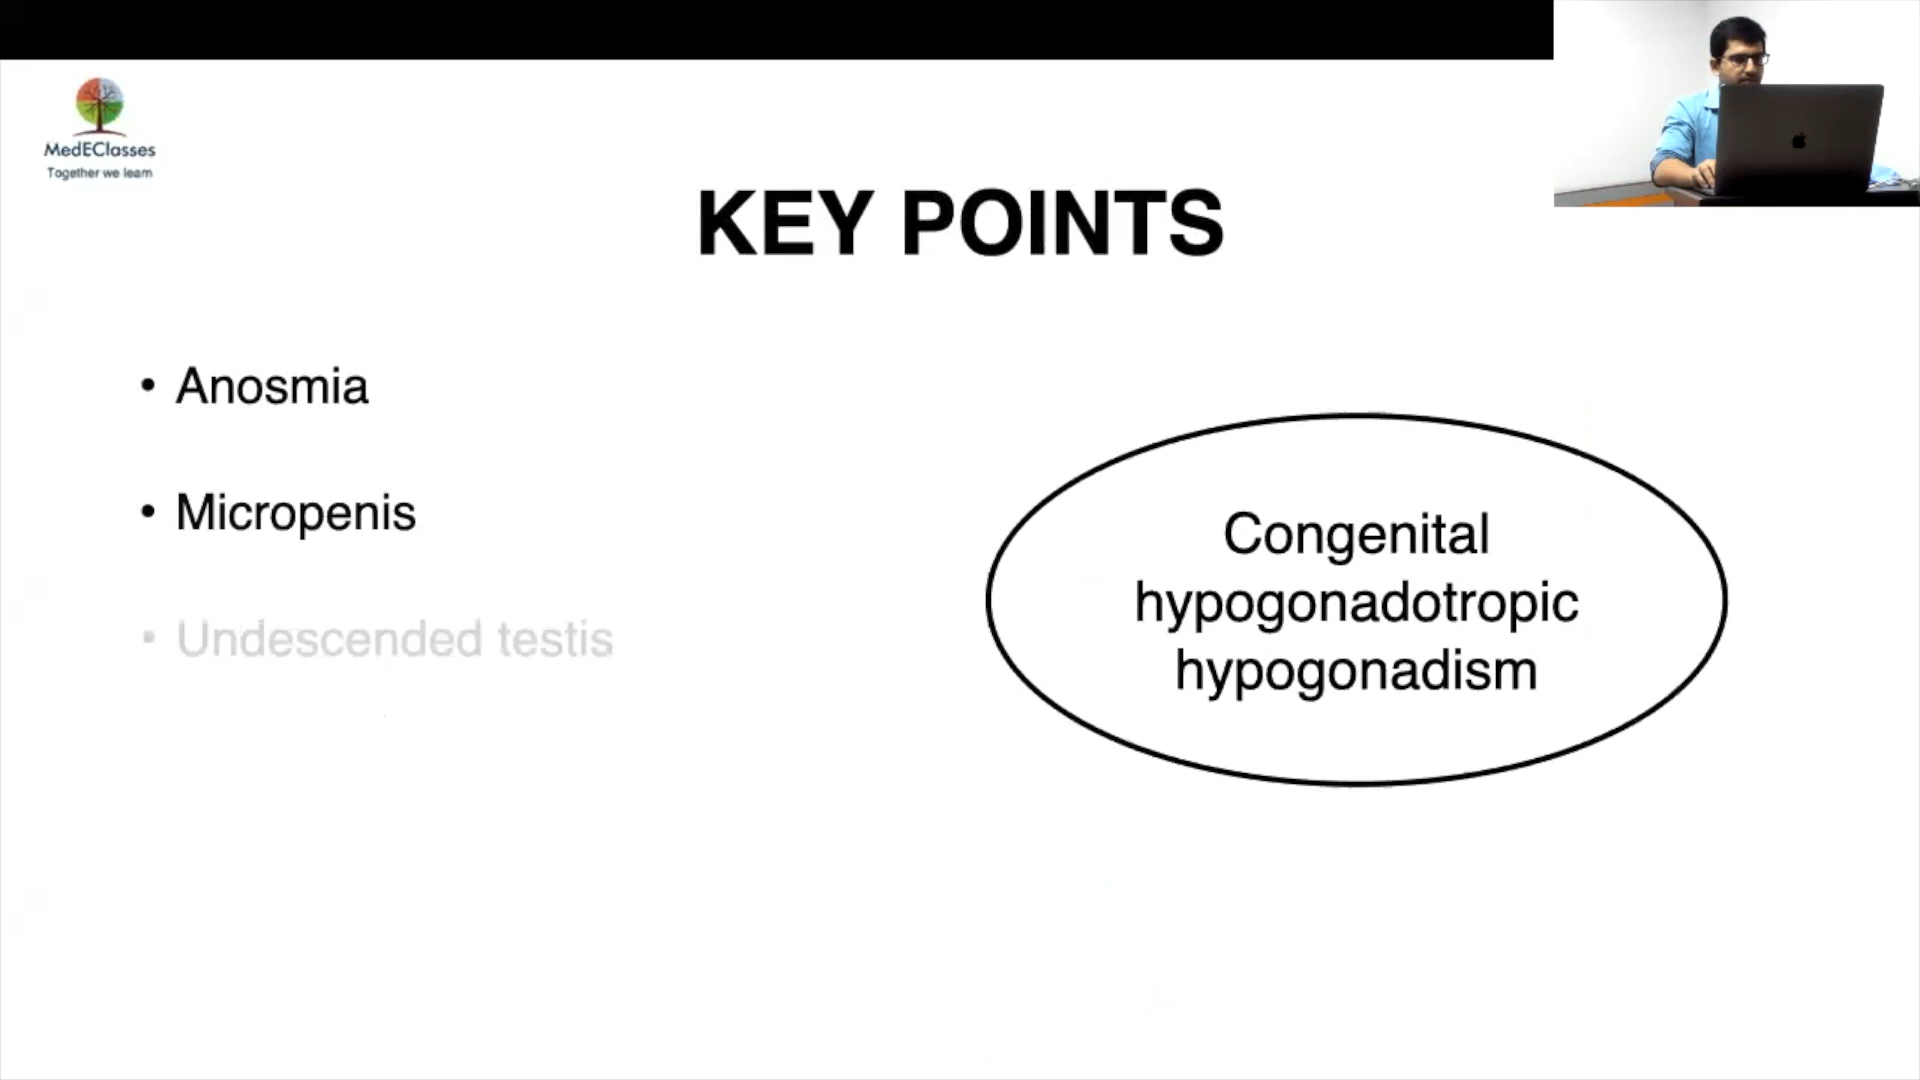 MedEClasses
Together we learn
KEY POINTS
• Anosmia
• Micropenis
• Undescended testis
Congenital
hypogonadotropic
hypogonadism